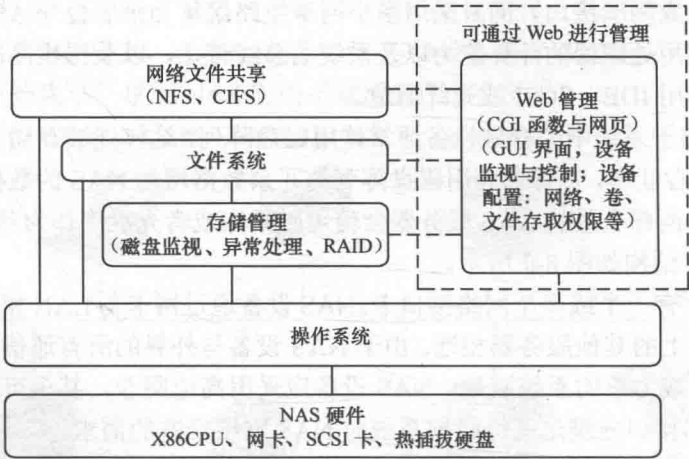 可通过 Web 进行管理
网络文件共享
(NFS、CIFS)
文件系统
存储管理
(磁盘监视、异常处理、RAID)
Web 管理
(CGI 函数与网页)
(GUI 界面，设备
监视与控制；设备
配置：网络、卷、
文件存取权限等)
操作系统
NAS 硬件
X86CPU、网卡、SCSI 卡、热插拨硬盘